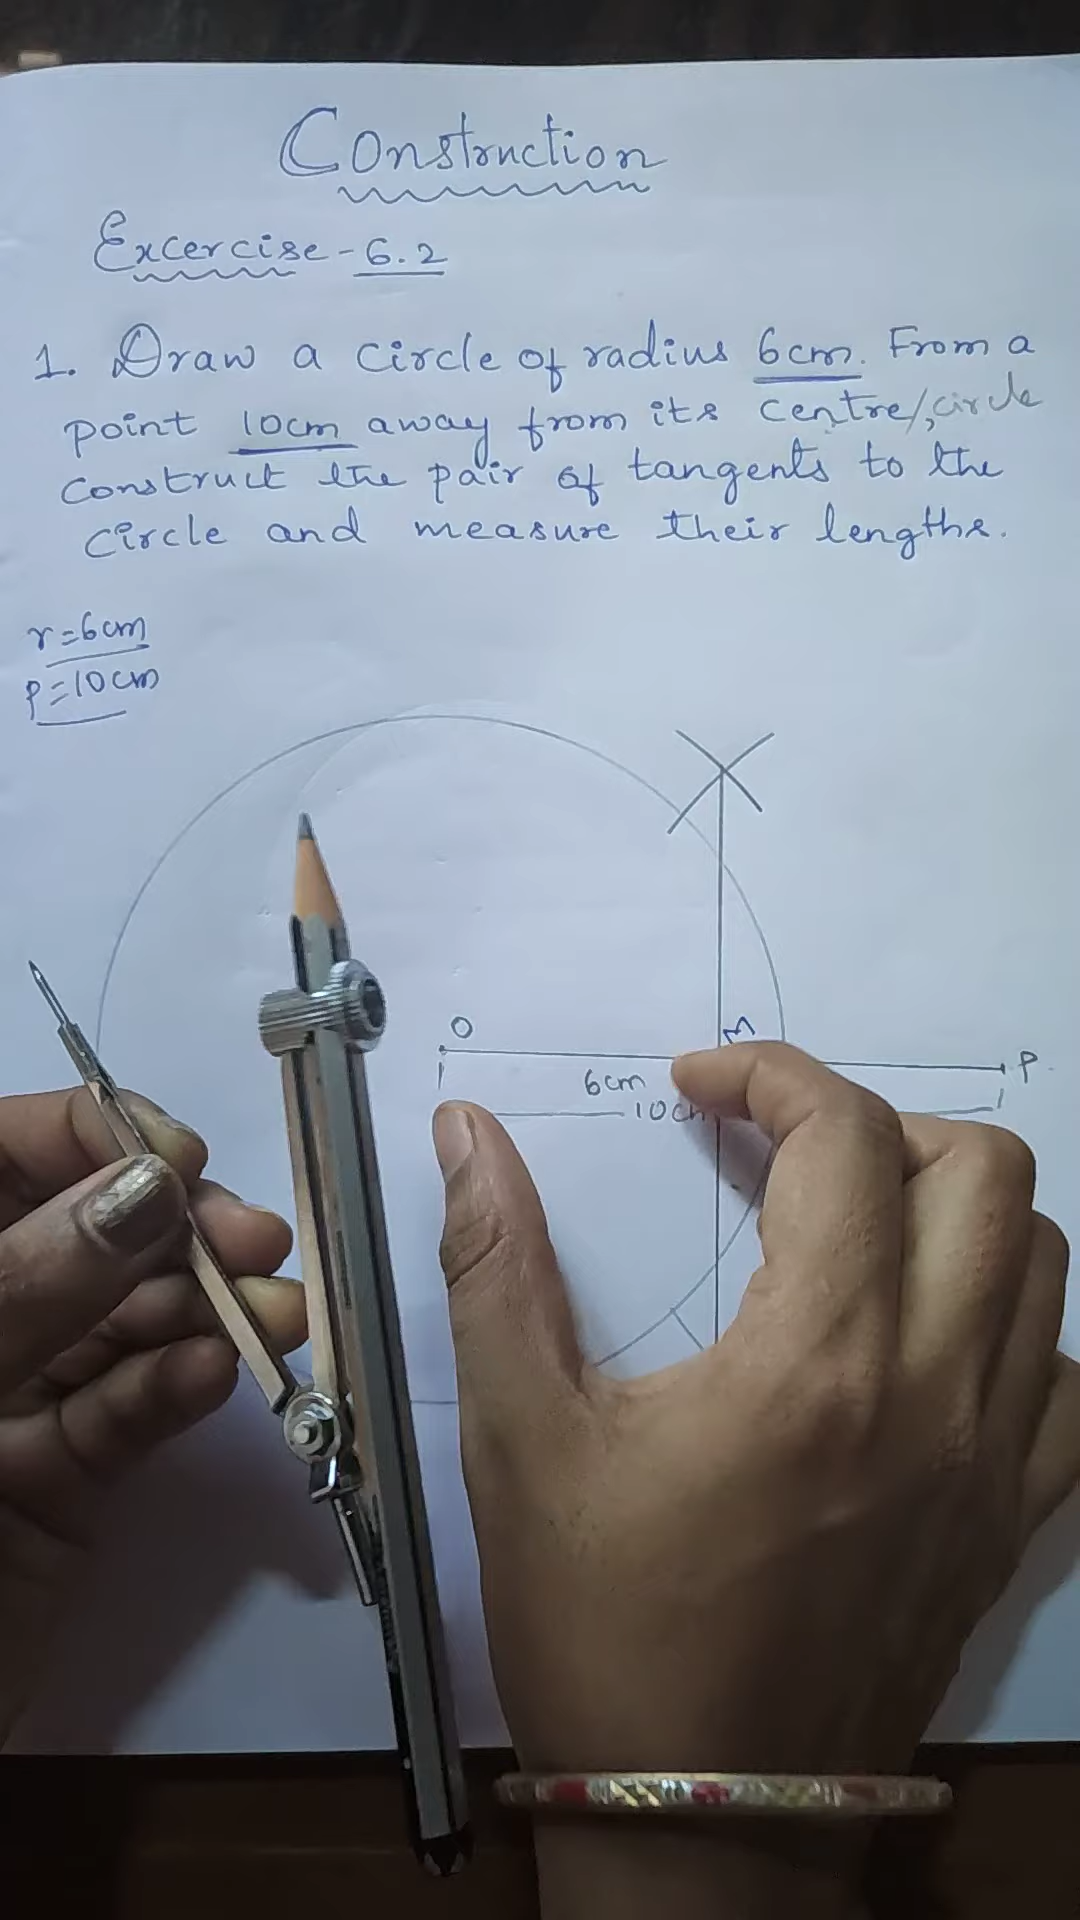 Construction
Excercise - 6.2
1. Draw a circle of radius 6cm. From a
point 10cm away from its centre/circle
construct the pair of tangents to the
circle and measure their lengths.
r=6cm
P=10cm
O
M
P
6cm
10cm